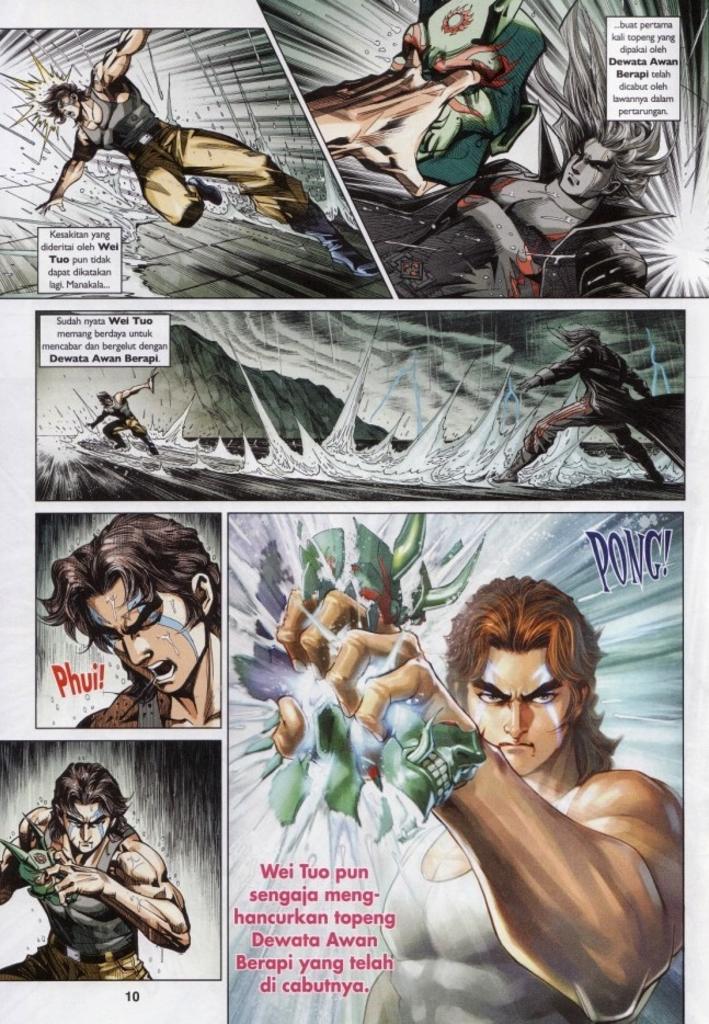 Kesakitan yang
dideritai oleh Wei
Tuo pun tidak
dapat dikatakan
lagi. Manakala...
...buat pertama
kali topeng yang
dipakai oleh
Dewata Awan
Berapi telah
dicabut oleh
lawannya dalam
pertarungan.
Sudah nyata Wei Tuo
memang berdaya untuk
mencabar dan bergelut dengan
Dewata Awan Berapi.
Phui!
PONG!
Wei Tuo pun
sengaja meng-
hancurkan topeng
Dewata Awan
Berapi yang telah
di cabutnya.
10